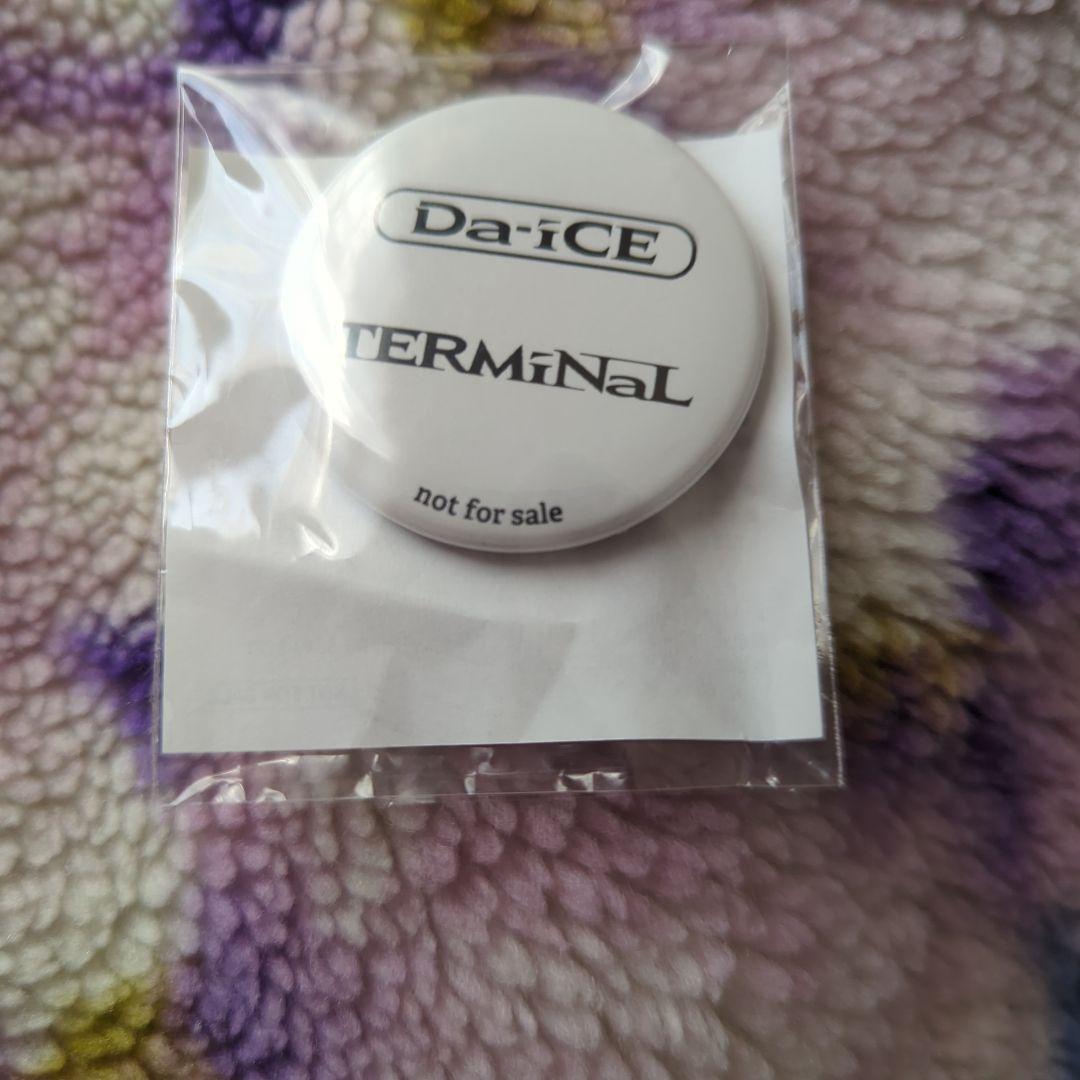 Da-iCE
TERMiNaL
not for sale